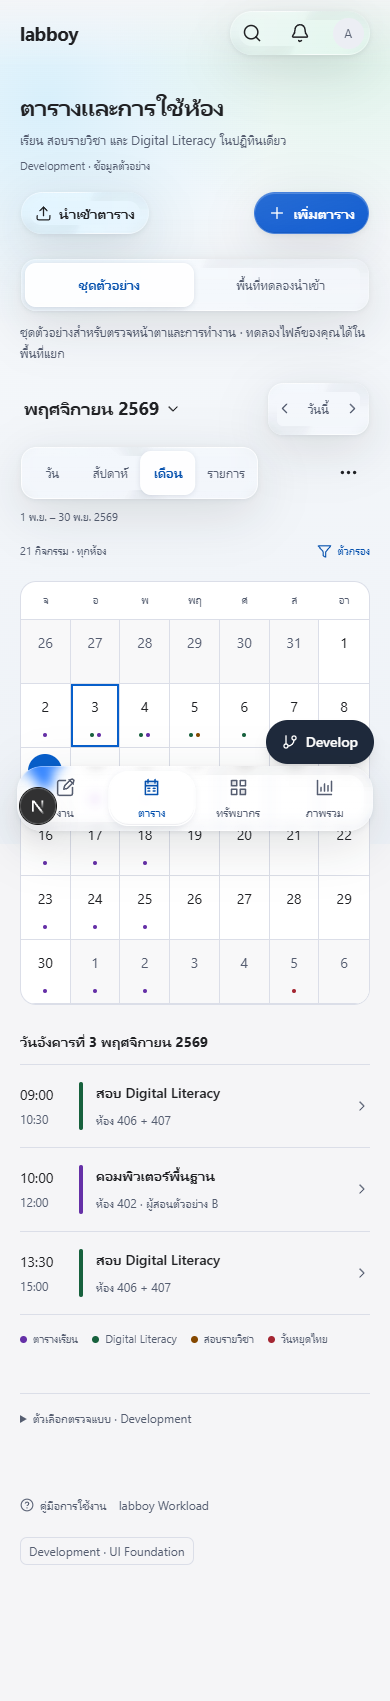 labboy
A
ตารางและการใช้ห้อง
เรียน สอบรายวิชา และ Digital Literacy ในปฏิทินเดียว
Development · ข้อมูลตัวอย่าง
นำเข้าตาราง
เพิ่มตาราง
ชุดตัวอย่าง
พื้นที่ทดลองนำเข้า
ชุดตัวอย่างสำหรับตรวจหน้าตาและการทำงาน · ทดลองไฟล์ของคุณได้ใน
พื้นที่แยก
พฤศจิกายน 2569
วันนี้
วัน สัปดาห์ เดือน รายการ
1 พ.ย. – 30 พ.ย. 2569
21 กิจกรรม · ทุกห้อง
ตัวกรอง
จ อ พ พฤ ศ ส อา
26 27 28 29 30 31 1
2 3 4 5 6 7 8
Develop
N
งาน ตาราง ทรัพยากร ภาพรวม
16 17 18 19 20 21 22
23 24 25 26 27 28 29
30 1 2 3 4 5 6
วันอังคารที่ 3 พฤศจิกายน 2569
09:00 สอบ Digital Literacy
10:30 ห้อง 406 + 407
10:00 คอมพิวเตอร์พื้นฐาน
12:00 ห้อง 402 · ผู้สอนตัวอย่าง B
13:30 สอบ Digital Literacy
15:00 ห้อง 406 + 407
ตารางเรียน Digital Literacy สอบรายวิชา วันหยุดไทย
ตัวเลือกตรวจแบบ · Development
คู่มือการใช้งาน labboy Workload
Development · UI Foundation